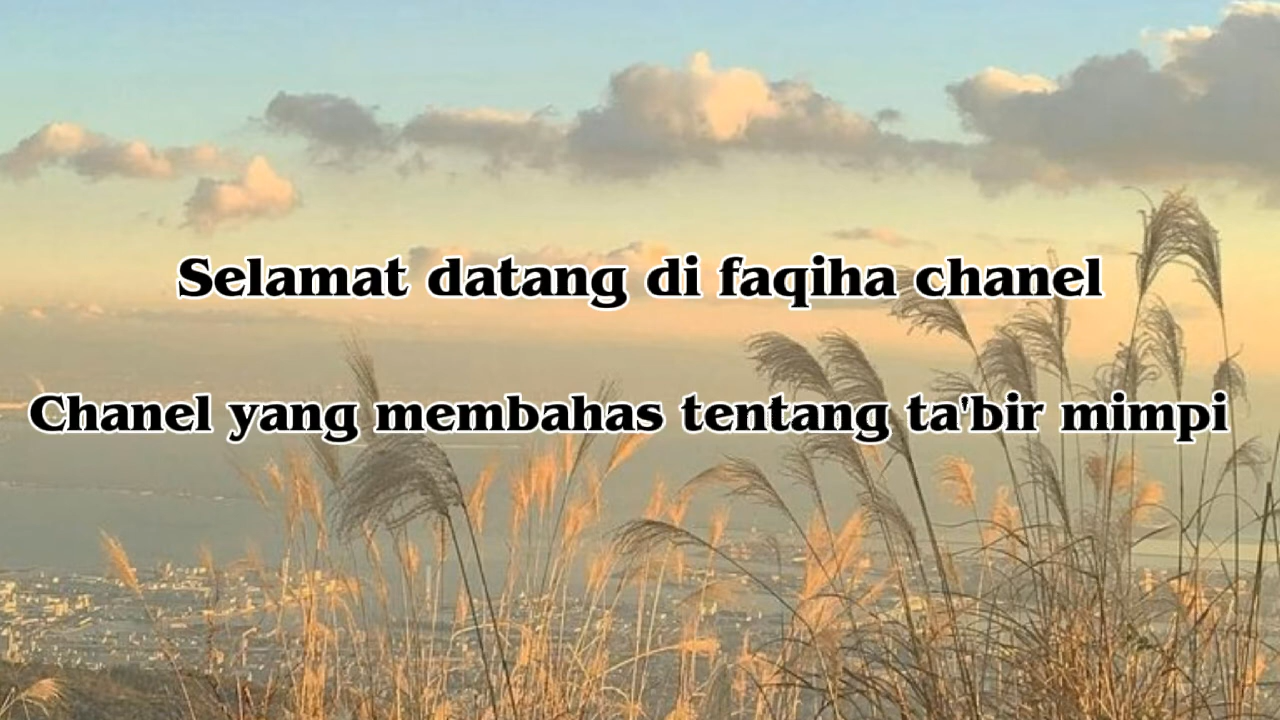 Selamat datang di faqiha chanel
Chanel yang membahas tentang ta'bir mimpi